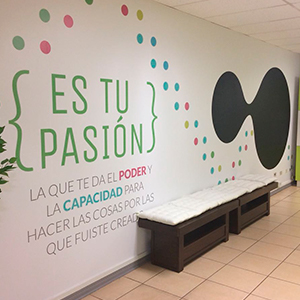 { ES TU
PASIÓN }
LA QUE TE DA EL PODER Y
LA CAPACIDAD PARA
HACER LAS COSAS POR LAS
QUE FUISTE CREADO